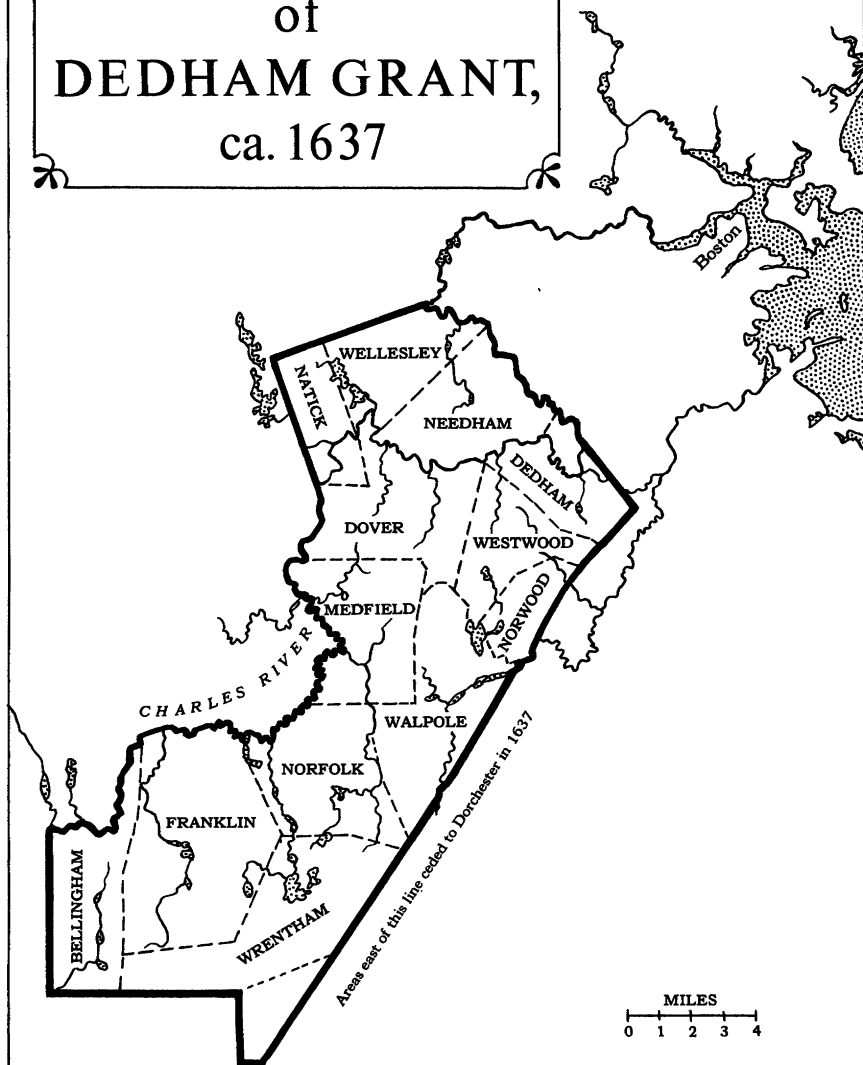 of
DEDHAM GRANT,
ca. 1637
Boston
WELLESLEY
NATICK
NEEDHAM
DEDHAM
DOVER
WESTWOOD
MEDFIELD
NORWOOD
CHARLES RIVER
WALPOLE
NORFOLK
FRANKLIN
BELLINGHAM
WRENTHAM
Areas east of this line ceded to Dorchester in 1637
MILES
0 1 2 3 4